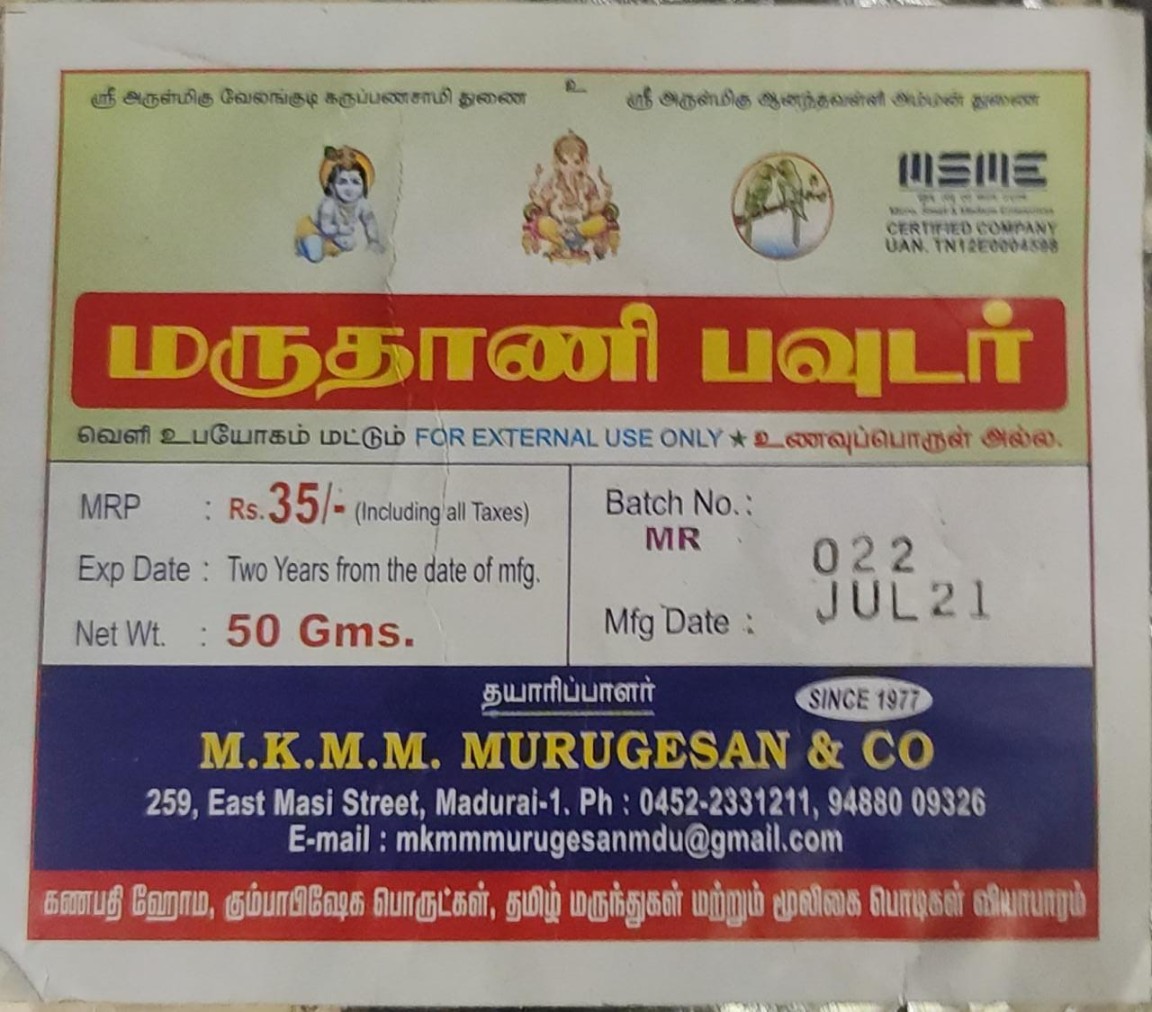 உ
ஸ்ரீ அருள்மிகு வேலங்குடி கருப்பணசாமி துணை
ஸ்ரீ அருள்மிகு ஆனந்தவள்ளி அம்மன் துணை
MSME
CERTIFIED COMPANY
UAN. TN12E0004598
மருதாணி பவுடர்
வெளி உபயோகம் மட்டும் FOR EXTERNAL USE ONLY ★ உணவுப்பொருள் அல்ல.
MRP : Rs.35/- (Including all Taxes)
Exp Date : Two Years from the date of mfg.
Net Wt. : 50 Gms.
Batch No.:
MR 022
Mfg Date : JUL 21
தயாரிப்பாளர்
SINCE 1977
M.K.M.M. MURUGESAN & CO
259, East Masi Street, Madurai-1. Ph : 0452-2331211, 94880 09326
E-mail : mkmmmurugesanmdu@gmail.com
கணபதி ஹோம, கும்பாபிஷேக பொருட்கள், தமிழ் மருந்துகள் மற்றும் மூலிகை பொடிகள் வியாபாரம்